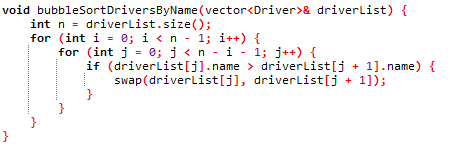 void bubbleSortDriversByName(vector<Driver>& driverList) {
    int n = driverList.size();
    for (int i = 0; i < n - 1; i++) {
        for (int j = 0; j < n - i - 1; j++) {
            if (driverList[j].name > driverList[j + 1].name) {
                swap(driverList[j], driverList[j + 1]);
            }
        }
    }
}